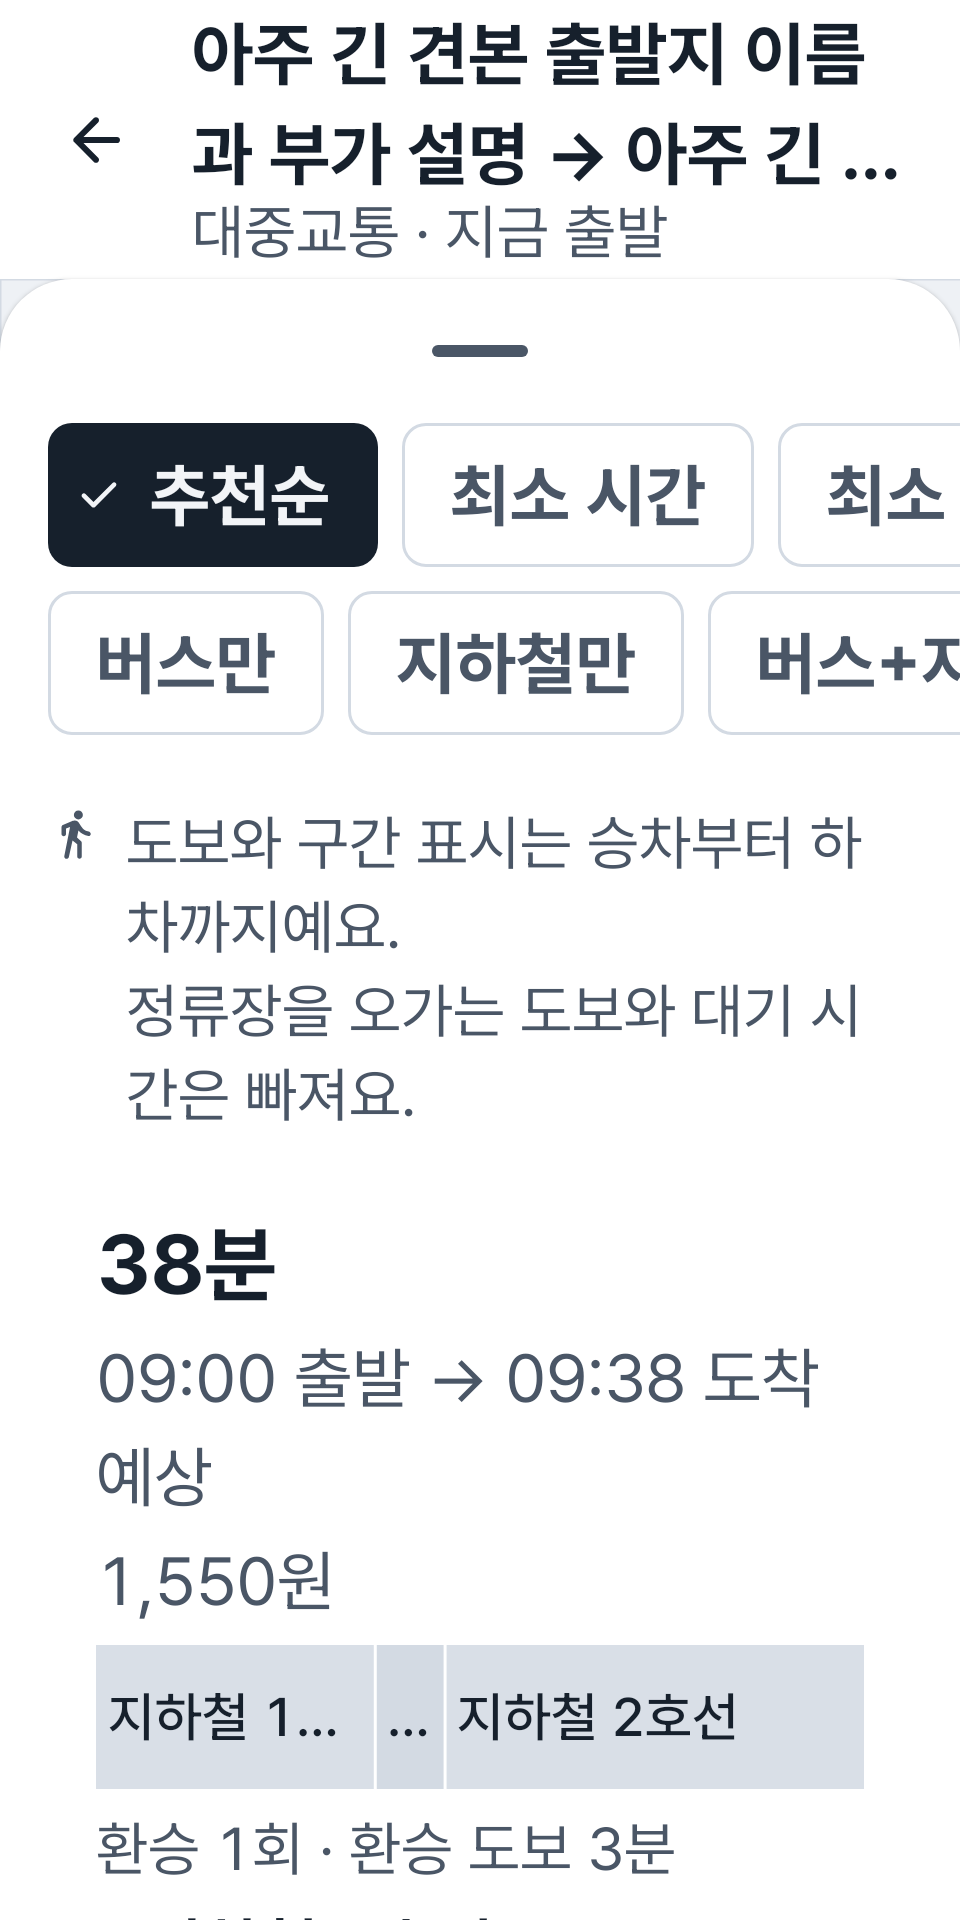 아주 긴 견본 출발지 이름
과 부가 설명 → 아주 긴 ...
대중교통 · 지금 출발
추천순 최소 시간 최소
버스만 지하철만 버스+
도보와 구간 표시는 승차부터 하
차까지예요.
정류장을 오가는 도보와 대기 시
간은 빠져요.
38분
09:00 출발 → 09:38 도착
예상
1,550원
지하철 1... ... 지하철 2호선
환승 1회 · 환승 도보 3분